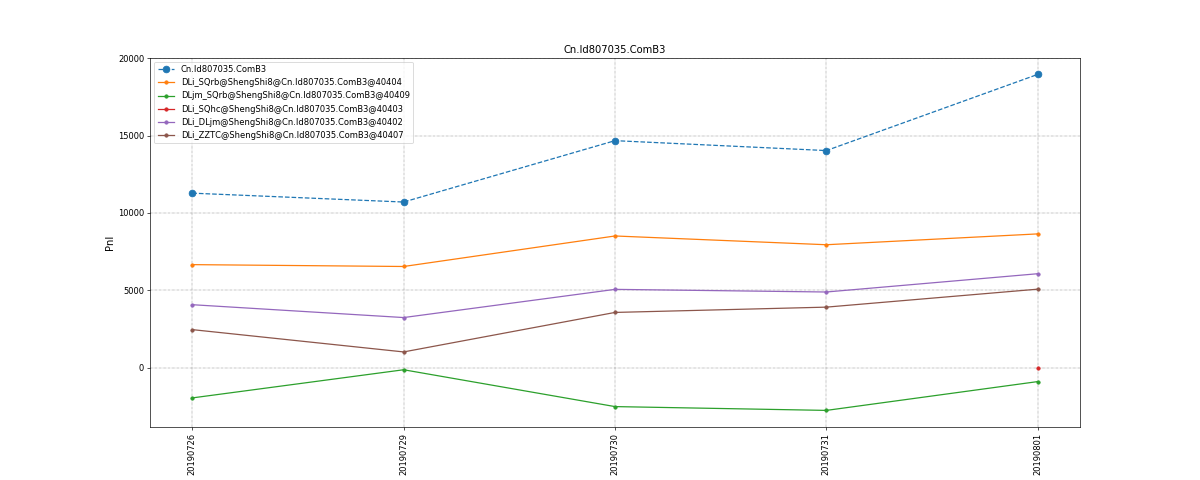 Cn.Id807035.ComB3
20000
15000
10000
5000
0
PnI
Cn.Id807035.ComB3
DLi_SQrb@ShengShi8@Cn.Id807035.ComB3@40404
DLjm_SQrb@ShengShi8@Cn.Id807035.ComB3@40409
DLi_SQhc@ShengShi8@Cn.Id807035.ComB3@40403
DLi_DLjm@ShengShi8@Cn.Id807035.ComB3@40402
DLi_ZZTC@ShengShi8@Cn.Id807035.ComB3@40407
20190726
20190729
20190730
20190731
20190801